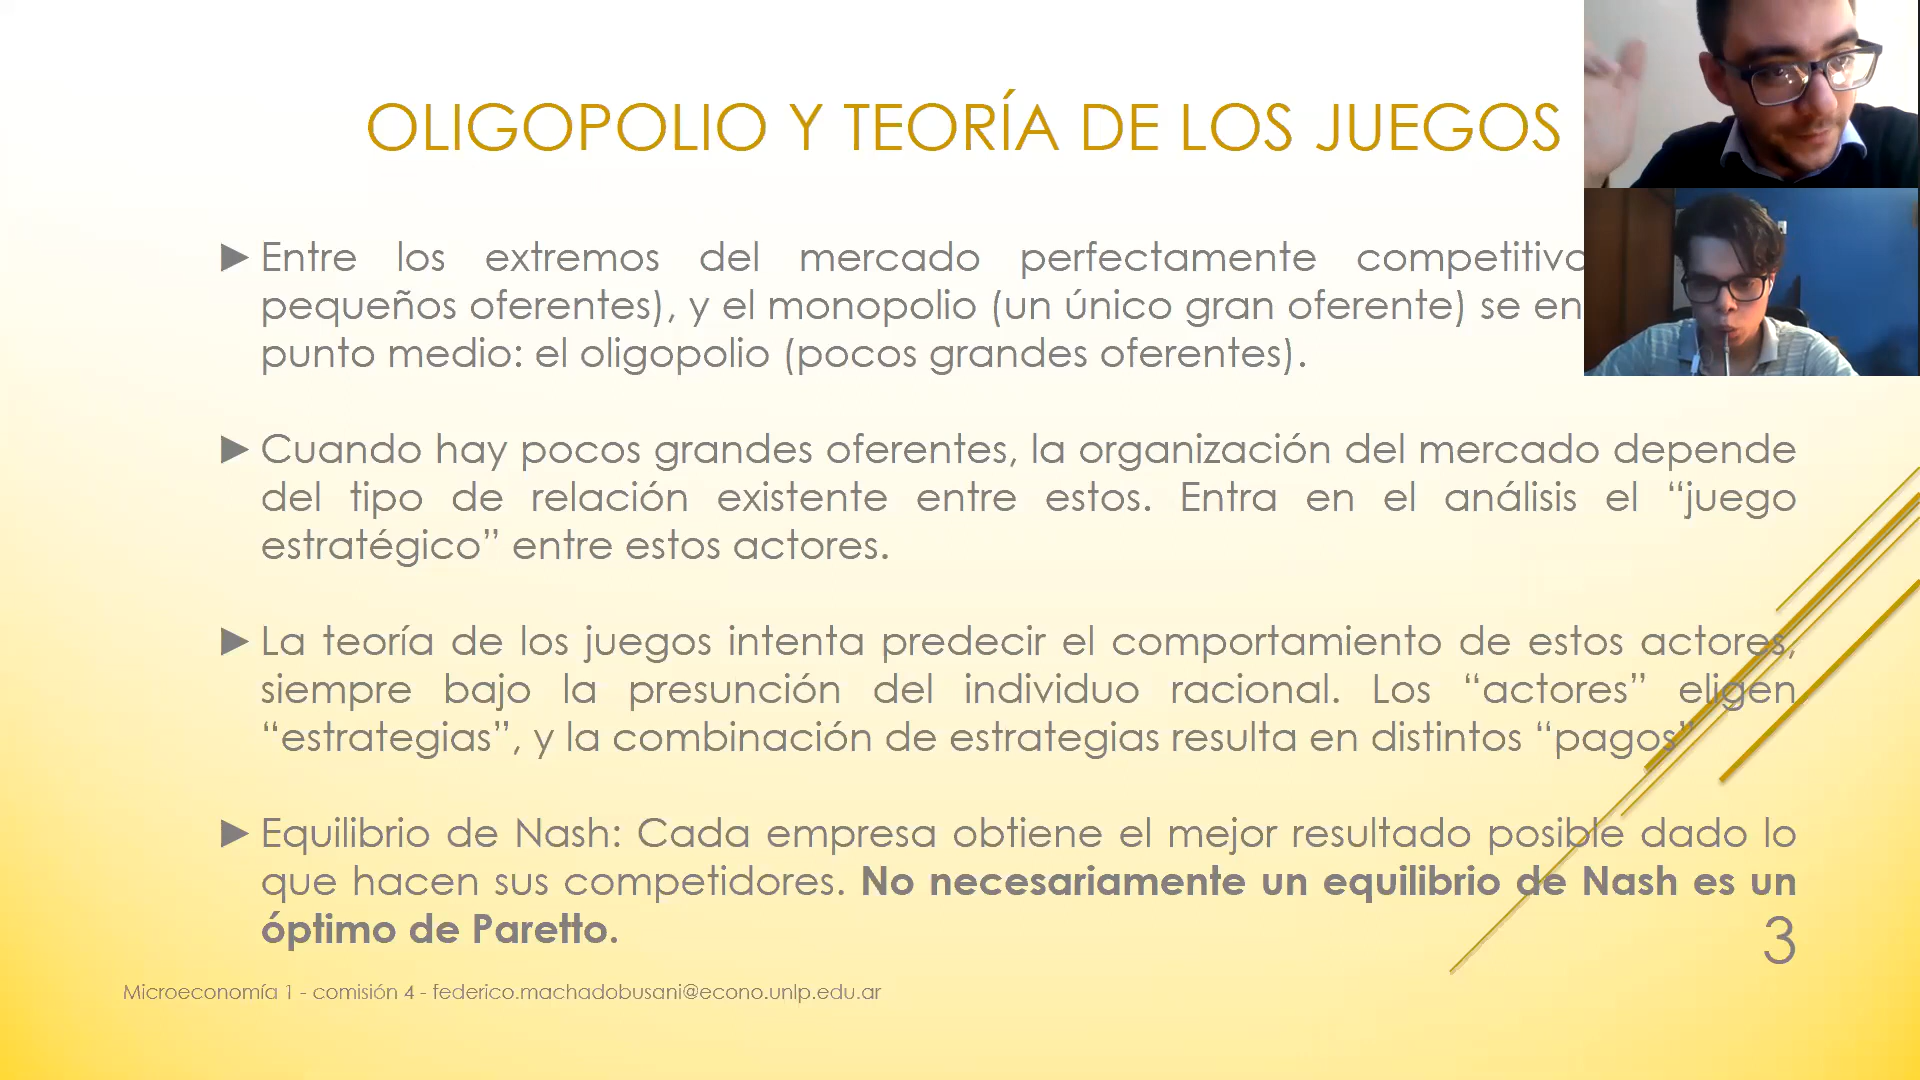 OLIGOPOLIO Y TEORÍA DE LOS JUEGOS
► Entre los extremos del mercado perfectamente competitivo
pequeños oferentes), y el monopolio (un único gran oferente) se en
punto medio: el oligopolio (pocos grandes oferentes).
► Cuando hay pocos grandes oferentes, la organización del mercado depende
del tipo de relación existente entre estos. Entra en el análisis el “juego
estratégico” entre estos actores.
► La teoría de los juegos intenta predecir el comportamiento de estos actores,
siempre bajo la presunción del individuo racional. Los “actores” eligen
“estrategias”, y la combinación de estrategias resulta en distintos “pagos”
► Equilibrio de Nash: Cada empresa obtiene el mejor resultado posible dado lo
que hacen sus competidores. No necesariamente un equilibrio de Nash es un
óptimo de Paretto.
3
Microeconomía 1 - comisión 4 - federico.machadobusani@econo.unlp.edu.ar